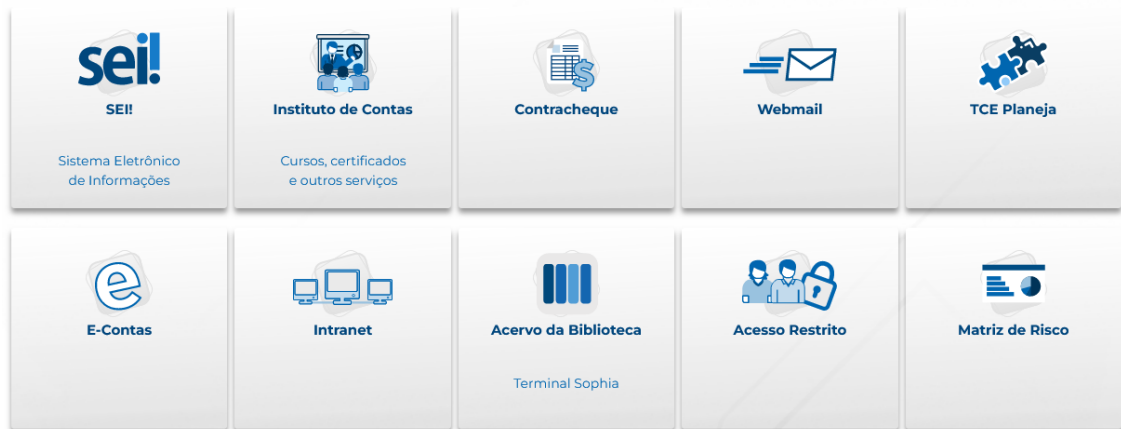 sei!
SEI!
Sistema Eletrônico
de Informações
Instituto de Contas
Cursos, certificados
e outros serviços
Contracheque
Webmail
TCE Planeja
e
E-Contas
Intranet
Acervo da Biblioteca
Terminal Sophia
Acesso Restrito
Matriz de Risco